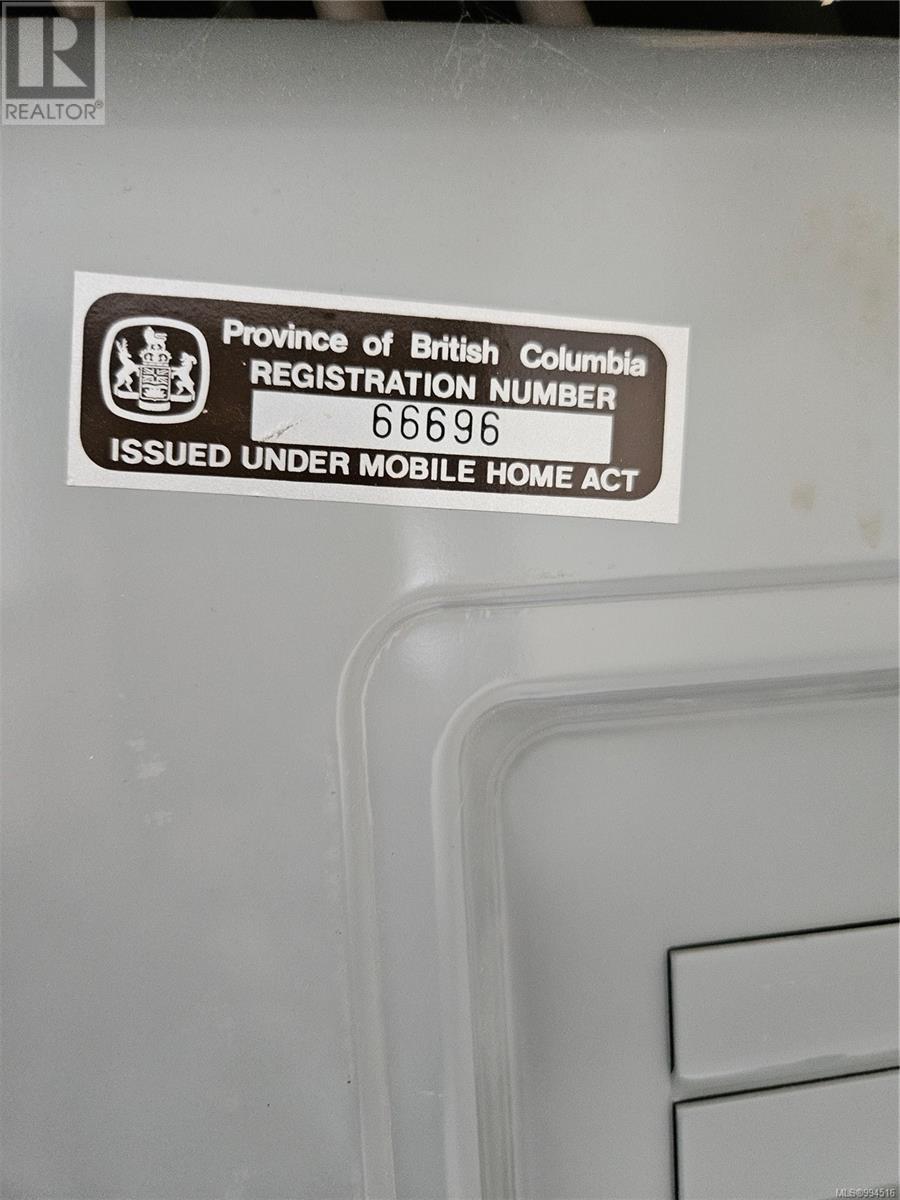 R
REALTOR®
Province of British Columbia
REGISTRATION NUMBER
66696
ISSUED UNDER MOBILE HOME ACT
MLS®994516